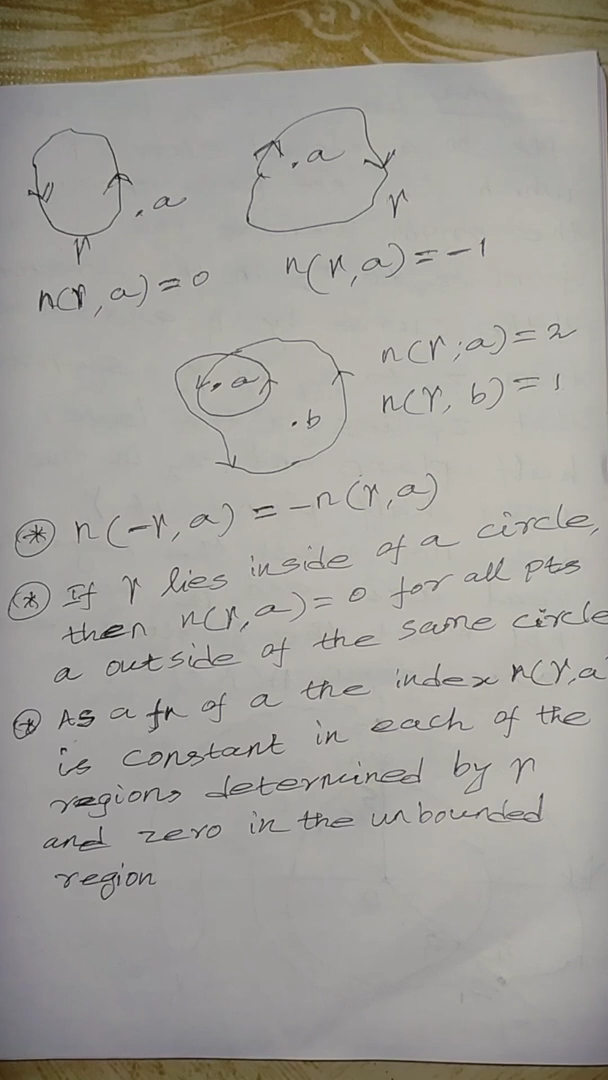 . a
γ
n(γ, a) = 0
. a
γ
n(γ, a) = -1
. a
. b
n(γ; a) = 2
n(γ, b) = 1
⊛ n(-γ, a) = -n(γ, a)
⊛ If γ lies inside of a circle,
then n(γ, a) = 0 for all pts
a outside of the same circle
⊛ As a fn of a the index n(γ, a
is constant in each of the
regions determined by γ
and zero in the unbounded
region